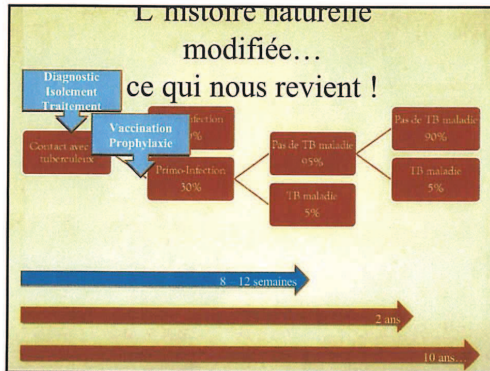 L'histoire naturelle
modifiée…
ce qui nous revient !
Diagnostic
Isolement
Traitement
Vaccination
Prophylaxie
Contact avec
tuberculeux
Primo-Infection
30%
Pas de TB maladie
95%
TB maladie
5%
Pas de TB maladie
90%
TB maladie
5%
8 – 12 semaines
2 ans
10 ans…